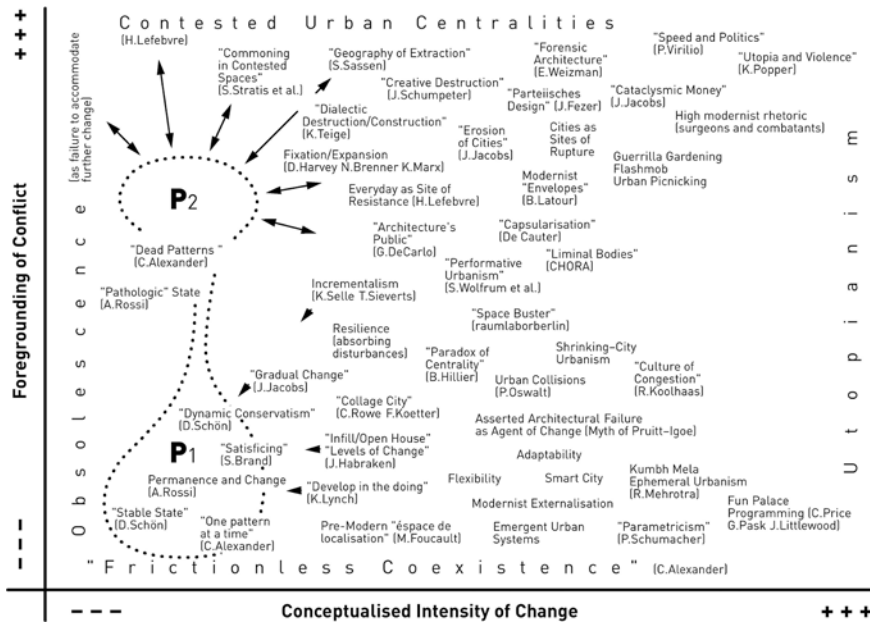 +++
Foregrounding of Conflict
---
Contested Urban Centralities
(H.Lefebvre)
"Commoning
in Contested
Spaces"
(S.Stratis et al.)
"Geography of Extraction"
(S.Sassen)
"Forensic
Architecture"
(E.Weizman)
"Speed and Politics"
(P.Virilio)
"Utopia and Violence"
(K.Popper)
(as failure to accommodate
further change)
"Creative Destruction"
(J.Schumpeter)
"Parteiisches
Design" (J.Fezer)
"Cataclysmic Money"
(J.Jacobs)
"Dialectic
Destruction/Construction"
(K.Teige)
High modernist rhetoric
(surgeons and combatants)
"Erosion
of Cities"
(J.Jacobs)
Cities as
Sites of
Rupture
Fixation/Expansion
(D.Harvey N.Brenner K.Marx)
Guerrilla Gardening
Flashmob
Urban Picnicking
P2
Everyday as Site of
Resistance (H.Lefebvre)
Modernist
"Envelopes"
(B.Latour)
"Architecture's
Public"
(G.DeCarlo)
"Capsularisation"
(De Cauter)
"Dead Patterns "
(C.Alexander)
"Liminal Bodies"
(CHORA)
"Performative
Urbanism"
(S.Wolfrum et al.)
"Pathologic" State
(A.Rossi)
Incrementalism
(K.Selle T.Sieverts)
"Space Buster"
(raumlaborberlin)
Resilience
(absorbing
disturbances)
"Paradox of
Centrality"
(B.Hillier)
Shrinking–City
Urbanism
"Gradual Change"
(J.Jacobs)
Urban Collisions
(P.Oswalt)
"Culture of
Congestion"
(R.Koolhaas)
"Dynamic Conservatism"
(D.Schön)
"Collage City"
(C.Rowe F.Koetter)
Asserted Architectural Failure
as Agent of Change (Myth of Pruitt–Igoe)
P1
"Satisficing"
(S.Brand)
"Infill/Open House"
"Levels of Change"
(J.Habraken)
Adaptability
Permanence and Change
(A.Rossi)
"Develop in the doing"
(K.Lynch)
Flexibility
Smart City
Kumbh Mela
Ephemeral Urbanism
(R.Mehrotra)
Modernist Externalisation
Fun Palace
Programming (C.Price
G.Pask J.Littlewood)
"Stable State"
(D.Schön)
"One pattern
at a time"
(C.Alexander)
Pre-Modern "éspace de
localisation" (M.Foucault)
Emergent Urban
Systems
"Parametricism"
(P.Schumacher)
Obsolescence
Utopianism
"Frictionless Coexistence" (C.Alexander)
--- Conceptualised Intensity of Change +++